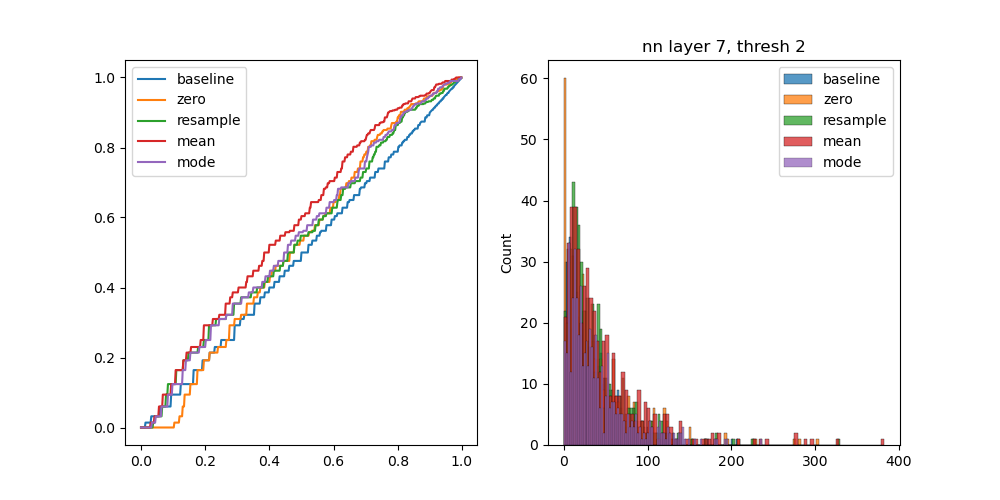 nn layer 7, thresh 2
1.0
0.8
0.6
0.4
0.2
0.0
0.0 0.2 0.4 0.6 0.8 1.0
baseline
zero
resample
mean
mode
Count
60
50
40
30
20
10
0
0 100 200 300 400
baseline
zero
resample
mean
mode